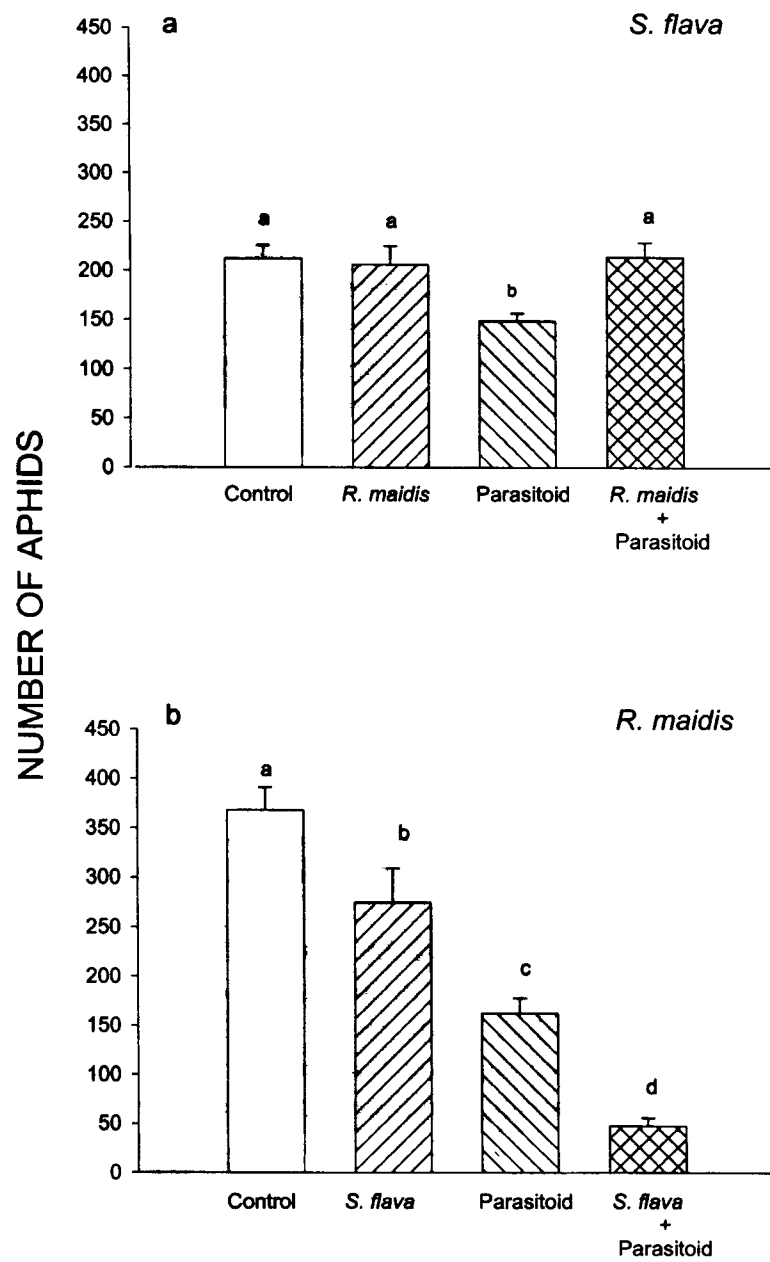 NUMBER OF APHIDS
a
S. flava
450
400
350
300
250
200
150
100
50
0
a
a
b
a
Control
R. maidis
Parasitoid
R. maidis
+
Parasitoid
b
R. maidis
450
400
350
300
250
200
150
100
50
0
a
b
c
d
Control
S. flava
Parasitoid
S. flava
+
Parasitoid